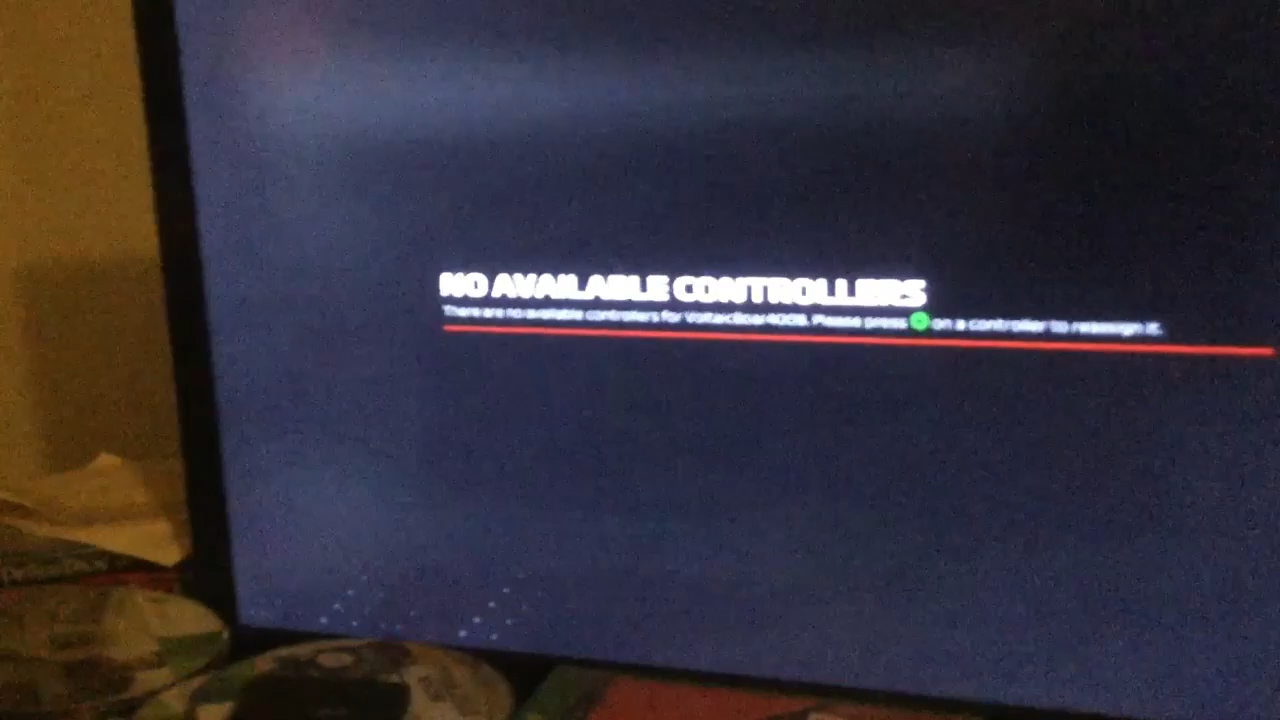 NO AVAILABLE CONTROLLERS
There are no available controllers for Please press on a controller to reassign it.